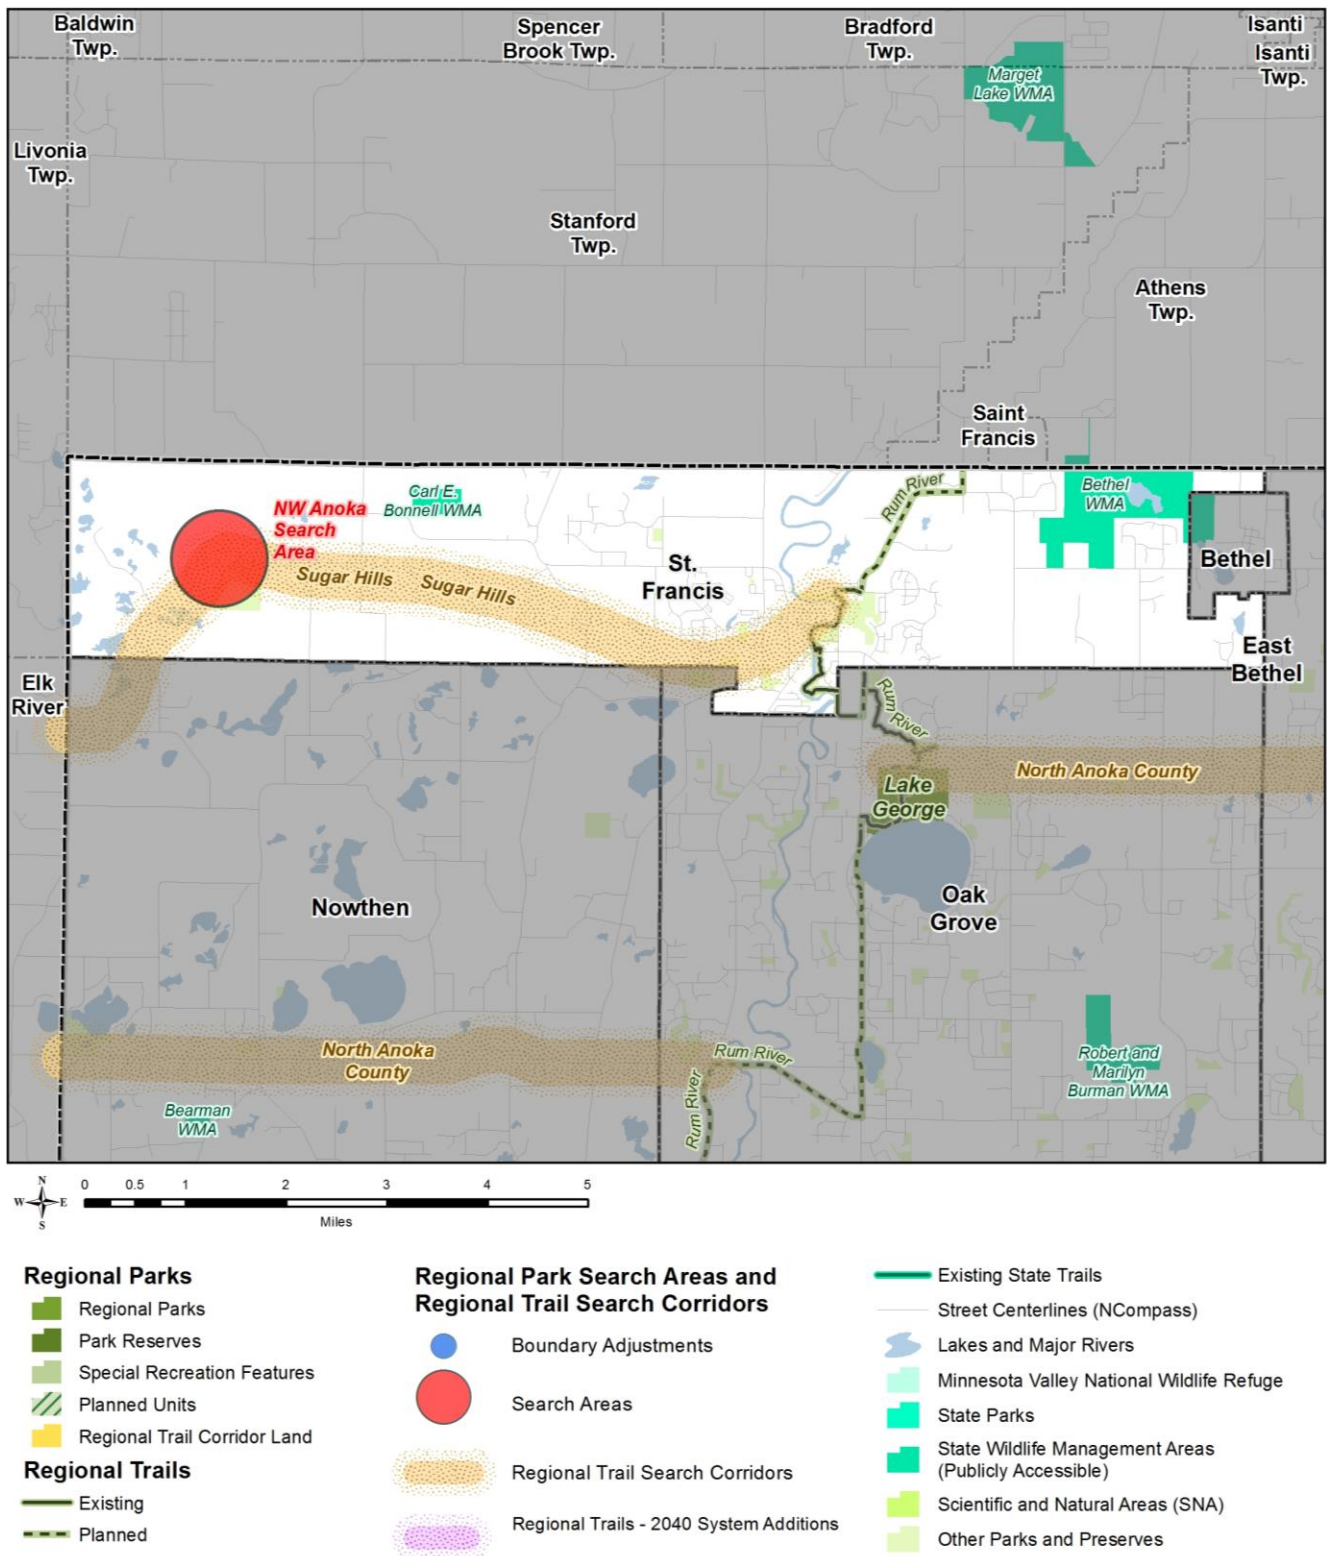 Baldwin
Twp.
Spencer
Brook Twp.
Bradford
Twp.
Isanti
Isanti
Twp.
Marget
Lake WMA
Livonia
Twp.
Stanford
Twp.
Athens
Twp.
Saint
Francis
NW Anoka
Search
Area
Carl E.
Bonnell WMA
Rum River
Bethel
WMA
Bethel
St.
Francis
Sugar Hills
Sugar Hills
East
Bethel
Elk
River
Rum River
North Anoka County
Lake
George
Oak
Grove
Nowthen
North Anoka
County
Rum River
Rum River
Robert and
Marilyn
Burman WMA
Bearman
WMA
N
W E
S
0 0.5 1 2 3 4 5
Miles
Regional Parks
Regional Parks
Park Reserves
Special Recreation Features
Planned Units
Regional Trail Corridor Land
Regional Trails
Existing
Planned
Regional Park Search Areas and
Regional Trail Search Corridors
Boundary Adjustments
Search Areas
Regional Trail Search Corridors
Regional Trails - 2040 System Additions
Existing State Trails
Street Centerlines (NCompass)
Lakes and Major Rivers
Minnesota Valley National Wildlife Refuge
State Parks
State Wildlife Management Areas
(Publicly Accessible)
Scientific and Natural Areas (SNA)
Other Parks and Preserves